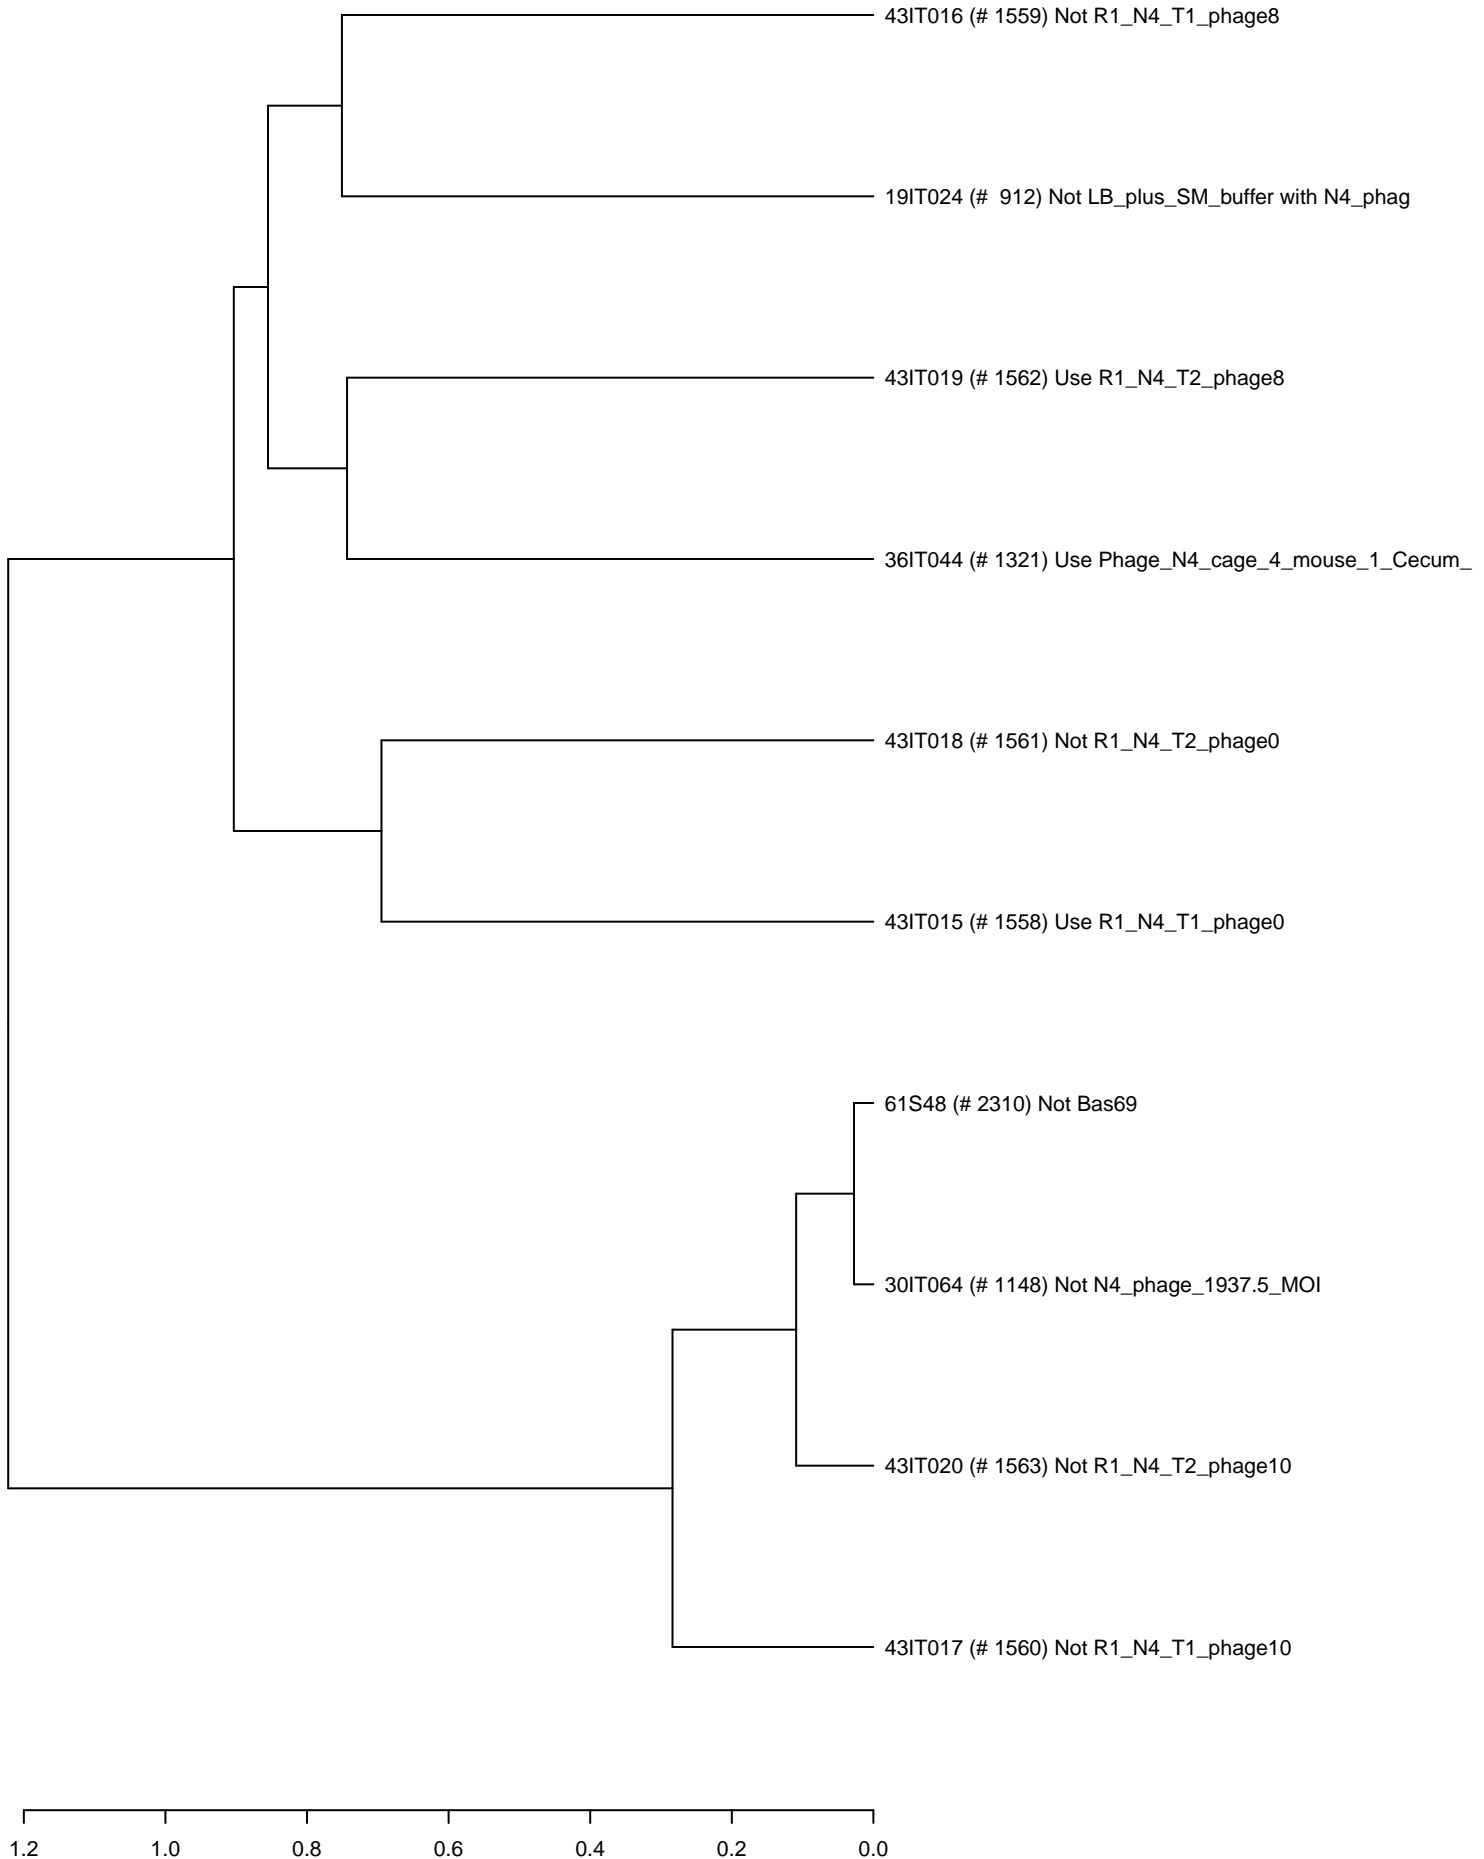 43IT016 (# 1559) Not R1_N4_T1_phage8
19IT024 (#  912) Not LB_plus_SM_buffer with N4_phag
43IT019 (# 1562) Use R1_N4_T2_phage8
36IT044 (# 1321) Use Phage_N4_cage_4_mouse_1_Cecum_
43IT018 (# 1561) Not R1_N4_T2_phage0
43IT015 (# 1558) Use R1_N4_T1_phage0
61S48 (# 2310) Not Bas69
30IT064 (# 1148) Not N4_phage_1937.5_MOI
43IT020 (# 1563) Not R1_N4_T2_phage10
43IT017 (# 1560) Not R1_N4_T1_phage10
1.2 1.0 0.8 0.6 0.4 0.2 0.0